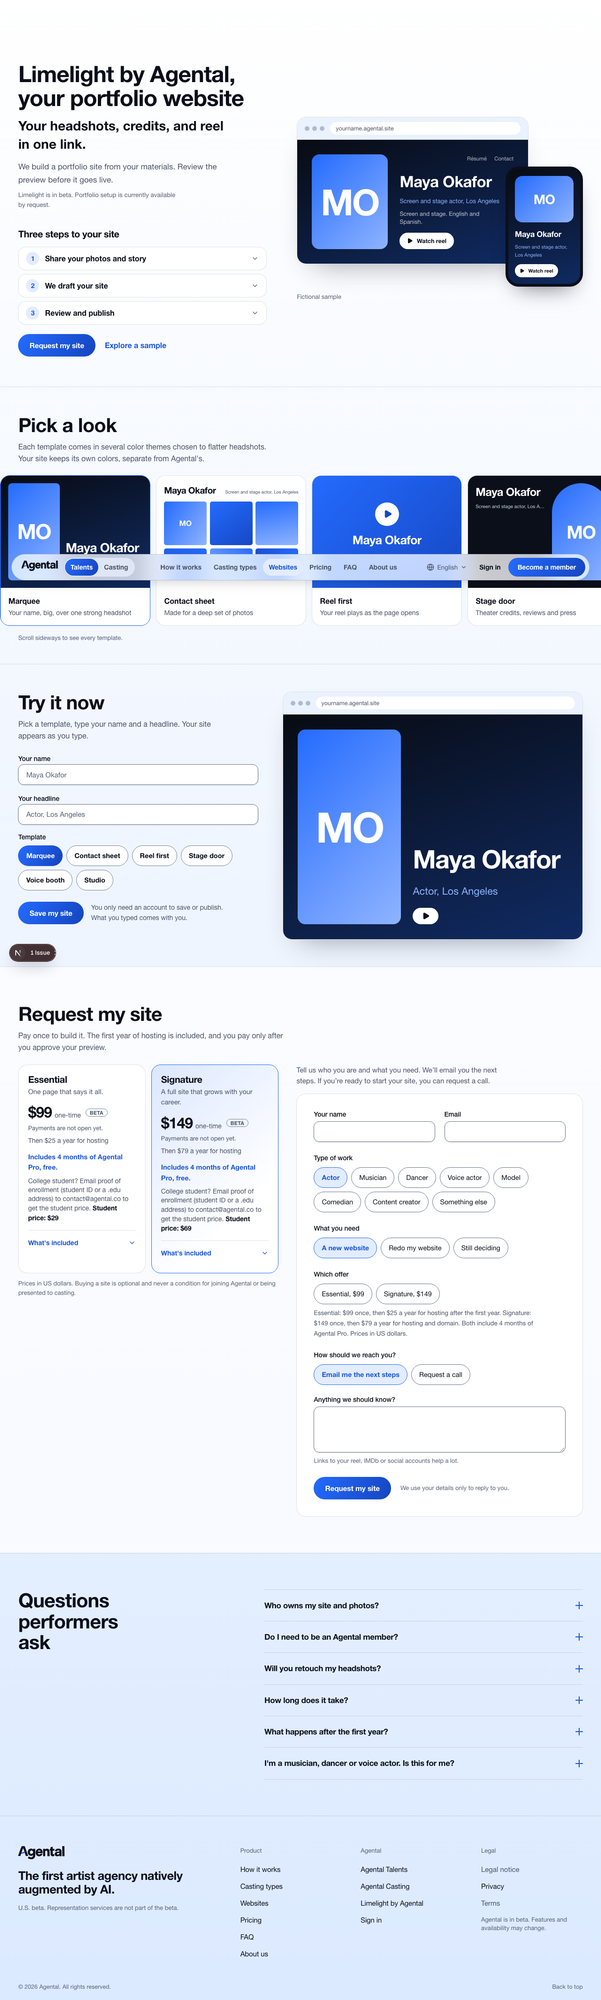 Limelight by Agental,
your portfolio website
Your headshots, credits, and reel
in one link.
We build a portfolio site from your materials. Review the
preview before it goes live.
Limelight is in beta. Portfolio setup is currently available
by request.
Three steps to your site
1 Share your photos and story
2 We draft your site
3 Review and publish
Request my site Explore a sample
yourname.agental.site
Résumé Contact
MO
Maya Okafor
Screen and stage actor, Los Angeles
Screen and stage. English and
Spanish.
Watch reel
MO
Maya Okafor
Screen and stage actor,
Los Angeles
Watch reel
Fictional sample
Pick a look
Each template comes in several color themes chosen to flatter headshots.
Your site keeps its own colors, separate from Agental's.
MO
Maya Okafor
Marquee
Your name, big, over one strong headshot
Maya Okafor Screen and stage actor, Los Angeles
MO
Contact sheet
Made for a deep set of photos
Maya Okafor
Reel first
Your reel plays as the page opens
Maya Okafor
Screen and stage actor, Los A...
MO
Stage door
Theater credits, reviews and press
Agental Talents Casting How it works Casting types Websites Pricing FAQ About us English Sign in Become a member
Scroll sideways to see every template.
Try it now
Pick a template, type your name and a headline. Your site
appears as you type.
Your name
Maya Okafor
Your headline
Actor, Los Angeles
Template
Marquee Contact sheet Reel first Stage door
Voice booth Studio
Save my site
You only need an account to save or publish.
What you typed comes with you.
yourname.agental.site
MO
Maya Okafor
Actor, Los Angeles
N 1 Issue
Request my site
Pay once to build it. The first year of hosting is included, and you pay only after
you approve your preview.
Essential
One page that says it all.
$99 one-time BETA
Payments are not open yet.
Then $25 a year for hosting
Includes 4 months of Agental
Pro, free.
College student? Email proof of
enrollment (student ID or a .edu
address) to contact@agental.co to
get the student price. Student
price: $29
What's included
Signature
A full site that grows with your
career.
$149 one-time BETA
Payments are not open yet.
Then $79 a year for hosting
Includes 4 months of Agental
Pro, free.
College student? Email proof of
enrollment (student ID or a .edu
address) to contact@agental.co to
get the student price. Student
price: $69
What's included
Prices in US dollars. Buying a site is optional and never a condition for joining Agental or being
presented to casting.
Tell us who you are and what you need. We'll email you the next
steps. If you're ready to start your site, you can request a call.
Your name Email
Type of work
Actor Musician Dancer Voice actor Model
Comedian Content creator Something else
What you need
A new website Redo my website Still deciding
Which offer
Essential, $99 Signature, $149
Essential: $99 once, then $25 a year for hosting after the first year. Signature:
$149 once, then $79 a year for hosting and domain. Both include 4 months of
Agental Pro. Prices in US dollars.
How should we reach you?
Email me the next steps Request a call
Anything we should know?
Links to your reel, IMDb or social accounts help a lot.
Request my site We use your details only to reply to you.
Questions
performers
ask
Who owns my site and photos?
Do I need to be an Agental member?
Will you retouch my headshots?
How long does it take?
What happens after the first year?
I'm a musician, dancer or voice actor. Is this for me?
Agental
The first artist agency natively
augmented by AI.
U.S. beta. Representation services are not part of the beta.
Product
How it works
Casting types
Websites
Pricing
FAQ
About us
Agental
Agental Talents
Agental Casting
Limelight by Agental
Sign in
Legal
Legal notice
Privacy
Terms
Agental is in beta. Features and
availability may change.
© 2026 Agental. All rights reserved. Back to top